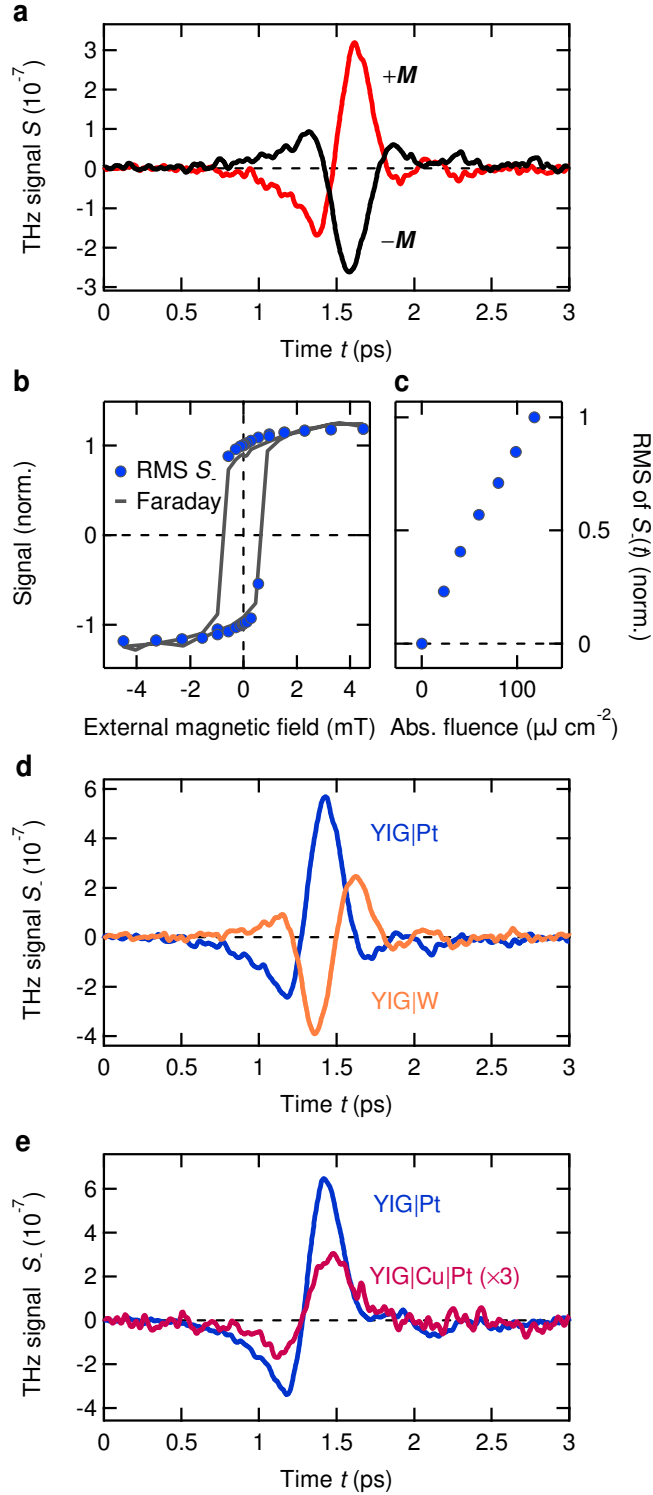 a
THz signal S (10⁻⁷)
3
2
1
0
-1
-2
-3
+M
−M
0
0.5
1
1.5
2
2.5
3
Time t (ps)
b
Signal (norm.)
1
0
-1
RMS S₋
Faraday
-4
-2
0
2
4
External magnetic field (mT)
c
1
0.5
0
RMS of S₋(t) (norm.)
0
100
Abs. fluence (µJ cm⁻²)
d
THz signal S₋ (10⁻⁷)
6
4
2
0
-2
-4
YIG|Pt
YIG|W
0
0.5
1
1.5
2
2.5
3
Time t (ps)
e
THz signal S₋ (10⁻⁷)
6
4
2
0
-2
-4
YIG|Pt
YIG|Cu|Pt (×3)
0
0.5
1
1.5
2
2.5
3
Time t (ps)